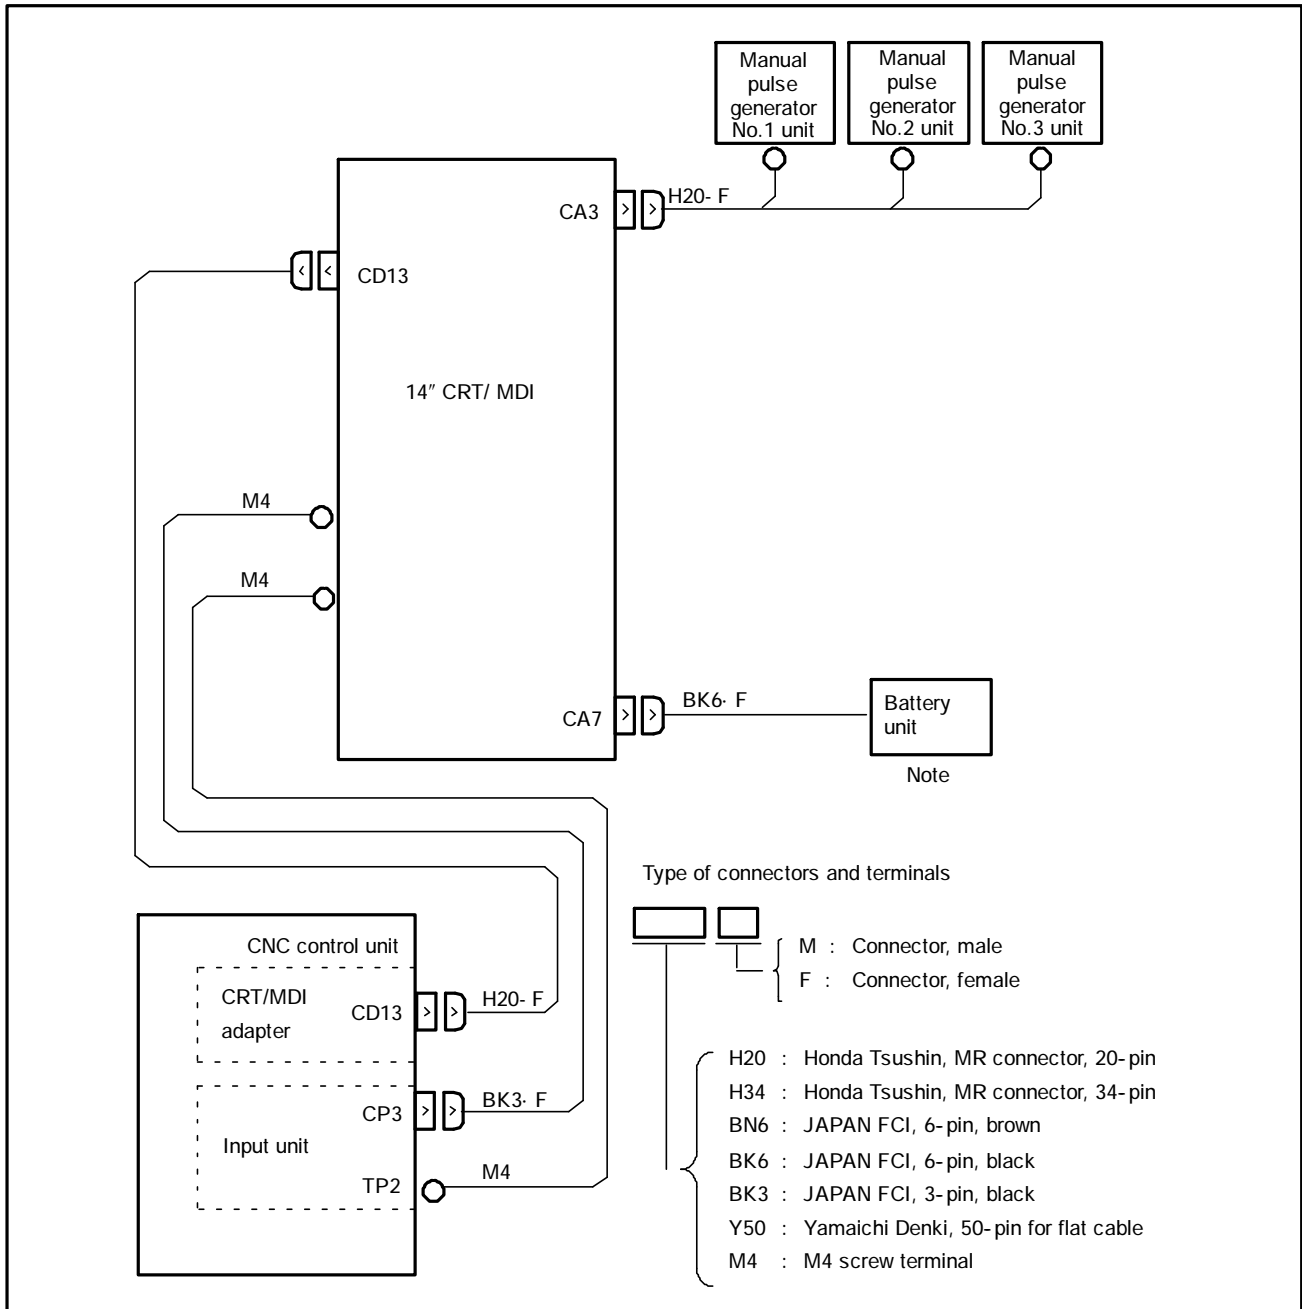 Manual
pulse
generator
No.1 unit
Manual
pulse
generator
No.2 unit
Manual
pulse
generator
No.3 unit
CA3
H20- F
CD13
14″ CRT/ MDI
M4
M4
CA7
BK6· F
Battery
unit
Note
Type of connectors and terminals
M : Connector, male
F : Connector, female
CNC control unit
CRT/MDI
adapter
CD13
H20- F
CP3
BK3· F
Input unit
TP2
M4
H20 : Honda Tsushin, MR connector, 20-pin
H34 : Honda Tsushin, MR connector, 34-pin
BN6 : JAPAN FCI, 6-pin, brown
BK6 : JAPAN FCI, 6-pin, black
BK3 : JAPAN FCI, 3-pin, black
Y50 : Yamaichi Denki, 50-pin for flat cable
M4 : M4 screw terminal